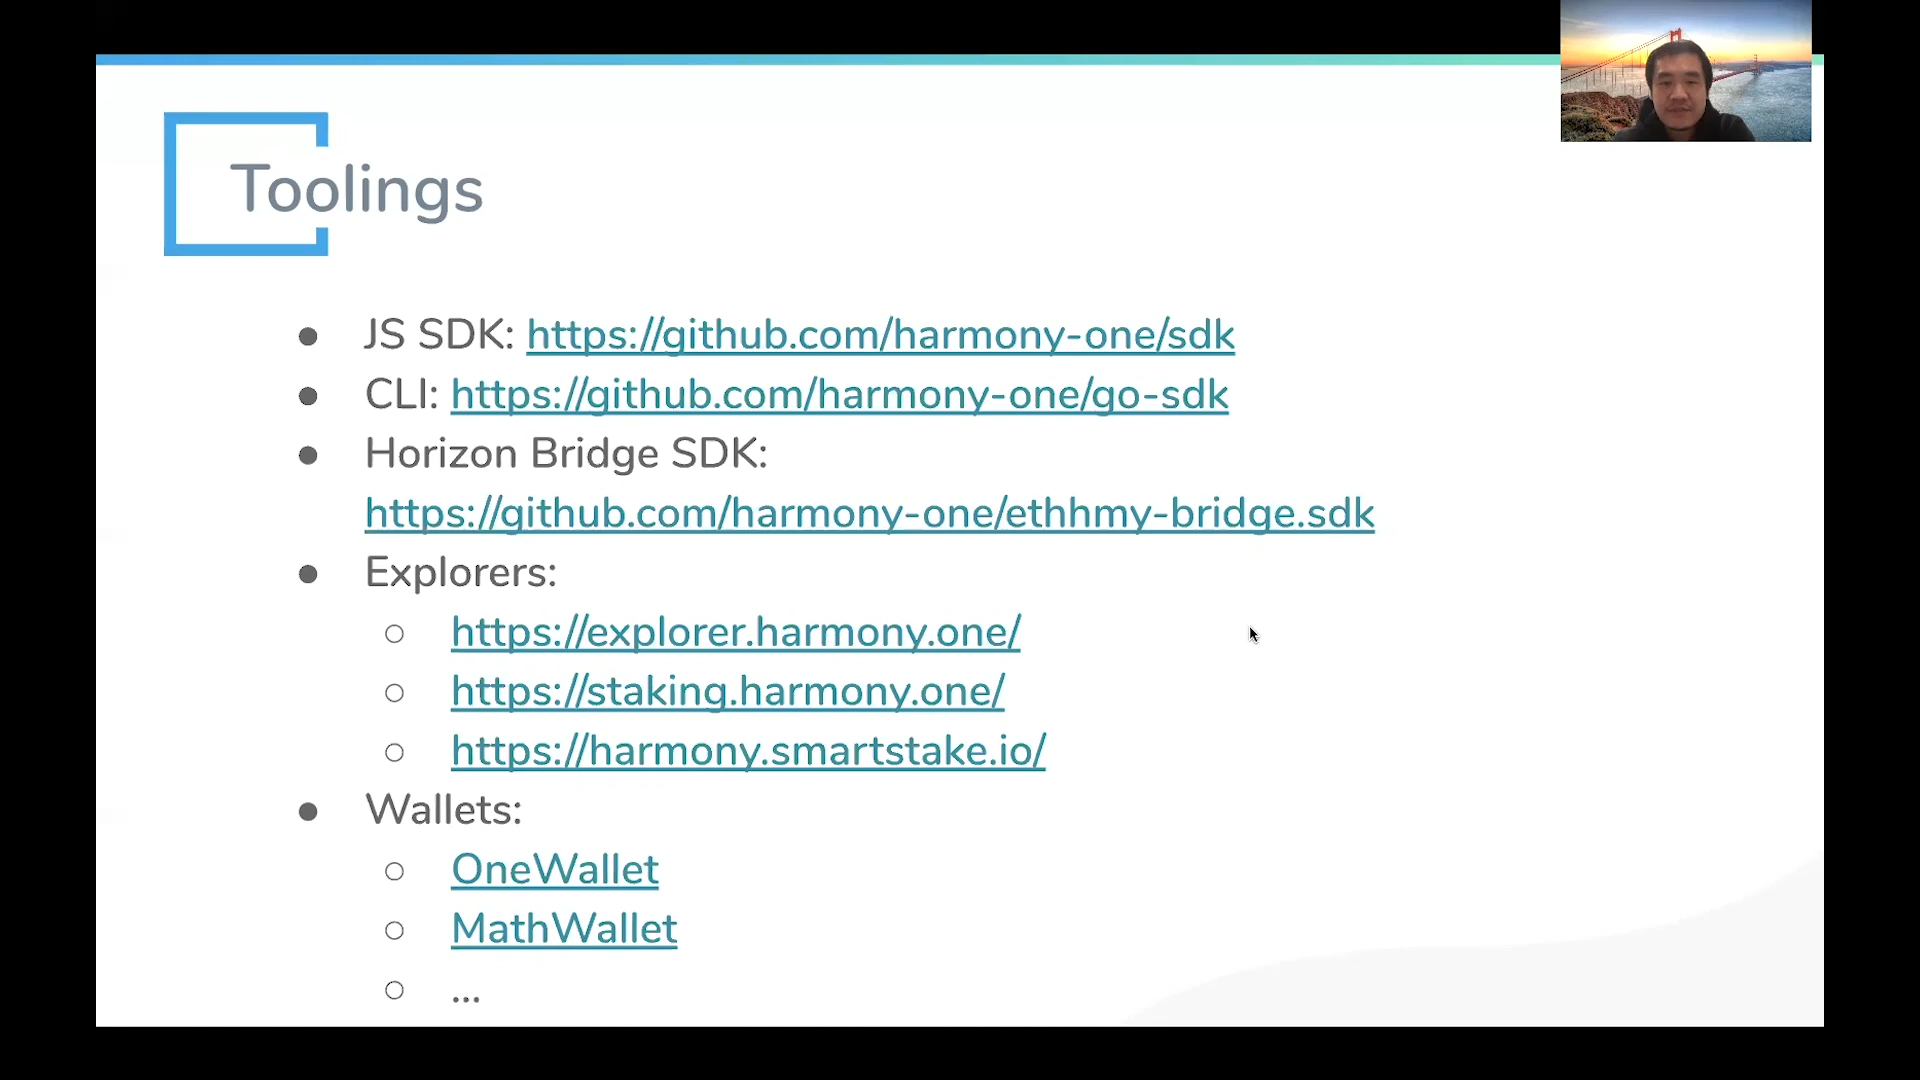 Toolings
● JS SDK: https://github.com/harmony-one/sdk
● CLI: https://github.com/harmony-one/go-sdk
● Horizon Bridge SDK:
https://github.com/harmony-one/ethhmy-bridge.sdk
● Explorers:
○ https://explorer.harmony.one/
○ https://staking.harmony.one/
○ https://harmony.smartstake.io/
● Wallets:
○ OneWallet
○ MathWallet
○ ...